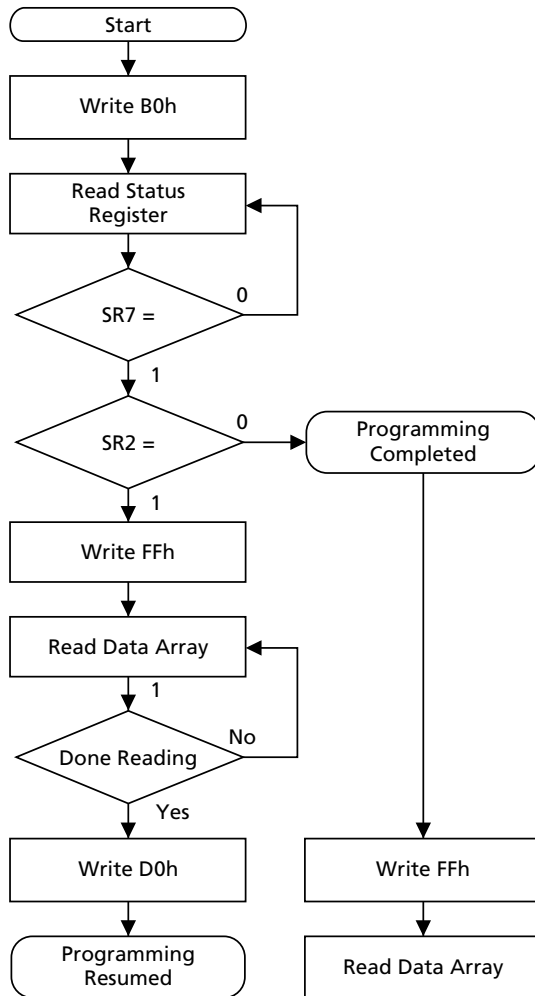 Start
Write B0h
Read Status
Register
0
SR7 =
1
0
SR2 =
Programming
Completed
1
Write FFh
Read Data Array
1
No
Done Reading
Yes
Write D0h
Write FFh
Programming
Resumed
Read Data Array